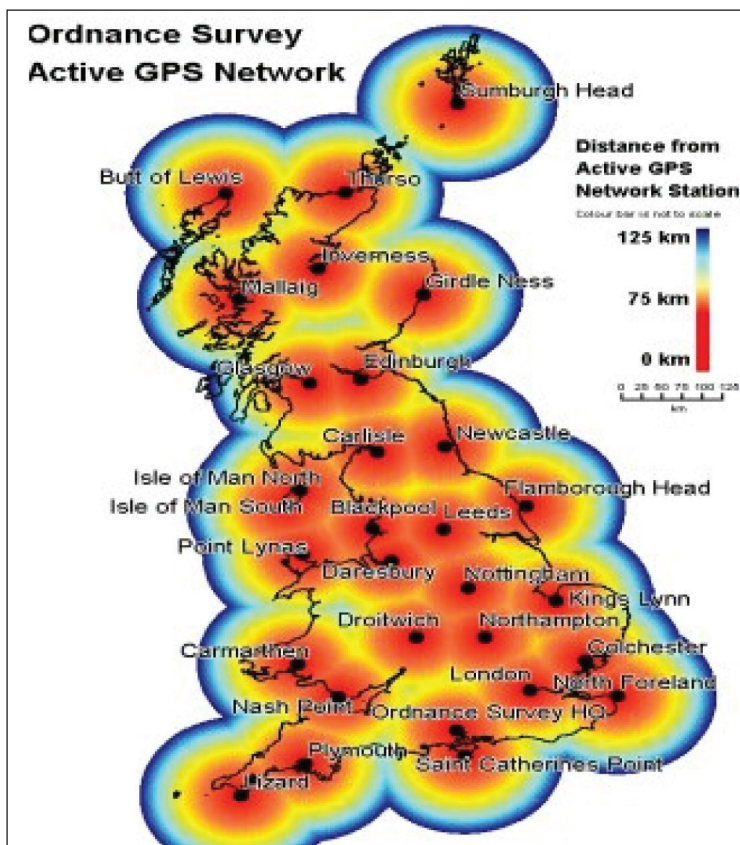 Ordnance Survey
Active GPS Network
Sumburgh Head
Distance from
Active GPS
Network Station
Colour bar is not to scale
125 km
75 km
0 km
0 25 50 75 100 125
km
Butt of Lewis
Thurso
Inverness
Mallaig
Girdle Ness
Glasgow
Edinburgh
Carlisle
Newcastle
Isle of Man North
Flamborough Head
Isle of Man South
Blackpool
Leeds
Point Lynas
Daresbury
Nottingham
Kings Lynn
Droitwich
Northampton
Carmarthen
Colchester
London
North Foreland
Nash Point
Ordnance Survey HQ
Plymouth
Saint Catherines Point
Lizard